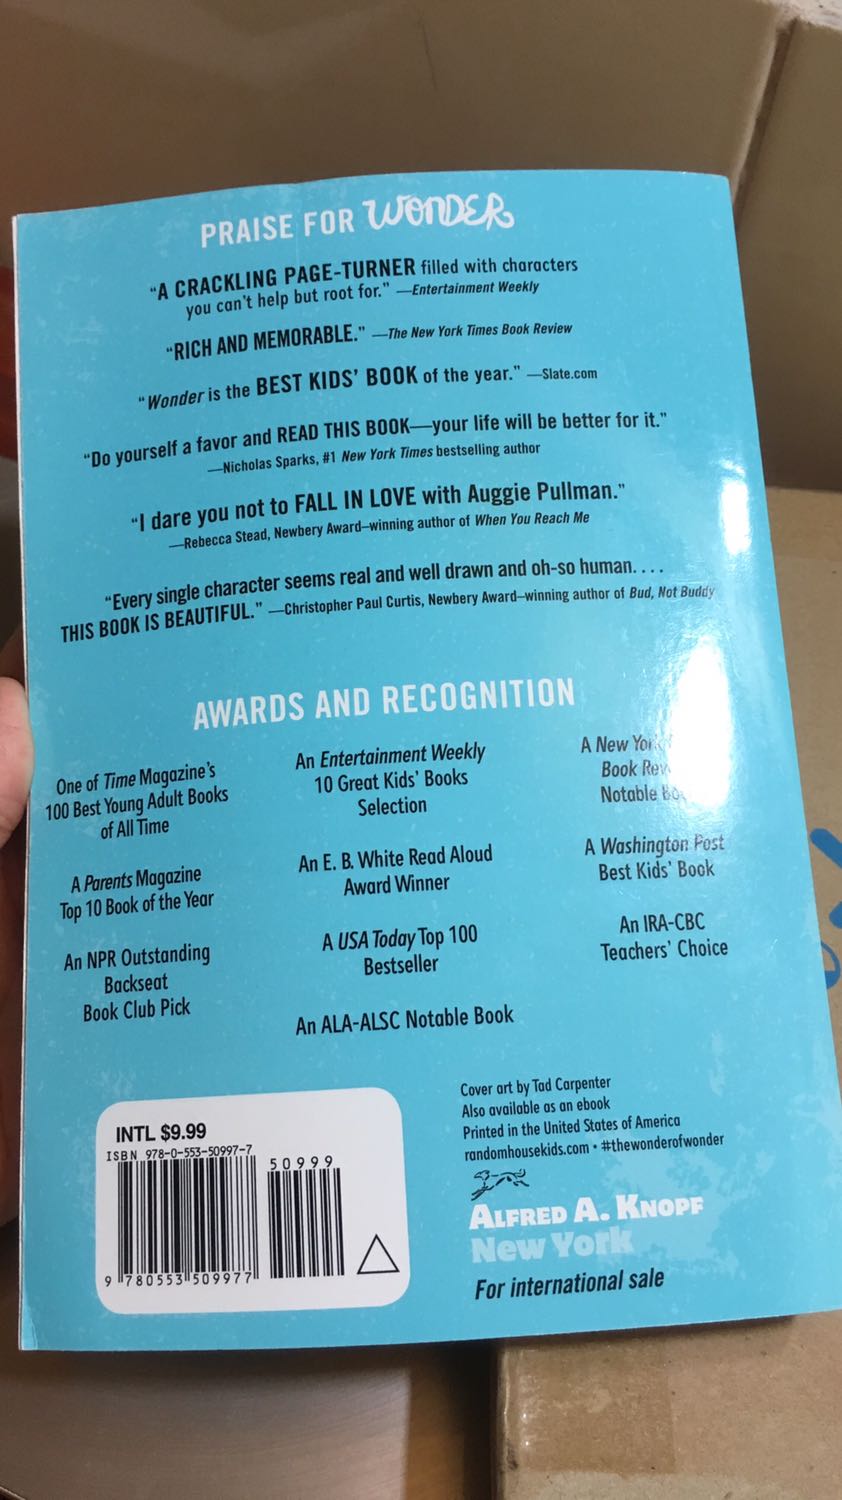 PRAISE FOR WONDER
“A CRACKLING PAGE-TURNER filled with characters
you can't help but root for.” —Entertainment Weekly
“RICH AND MEMORABLE.” —The New York Times Book Review
“Wonder is the BEST KIDS' BOOK of the year.” —Slate.com
“Do yourself a favor and READ THIS BOOK—your life will be better for it.”
—Nicholas Sparks, #1 New York Times bestselling author
“I dare you not to FALL IN LOVE with Auggie Pullman.”
—Rebecca Stead, Newbery Award–winning author of When You Reach Me
“Every single character seems real and well drawn and oh-so human. . . .
THIS BOOK IS BEAUTIFUL.” —Christopher Paul Curtis, Newbery Award–winning author of Bud, Not Buddy
AWARDS AND RECOGNITION
One of Time Magazine's
100 Best Young Adult Books
of All Time
A Parents Magazine
Top 10 Book of the Year
An NPR Outstanding
Backseat
Book Club Pick
An Entertainment Weekly
10 Great Kids' Books
Selection
An E. B. White Read Aloud
Award Winner
A USA Today Top 100
Bestseller
An ALA-ALSC Notable Book
A New
Book
Notable
A Washington Post
Best Kids' Book
An IRA-CBC
Teachers' Choice
INTL $9.99
ISBN 978-0-553-50997-7
50999
9 780553 509977
Cover art by Tad Carpenter
Also available as an ebook
Printed in the United States of America
randomhousekids.com • #thewonderofwonder
ALFRED A. KNOPF
New York
For international sale